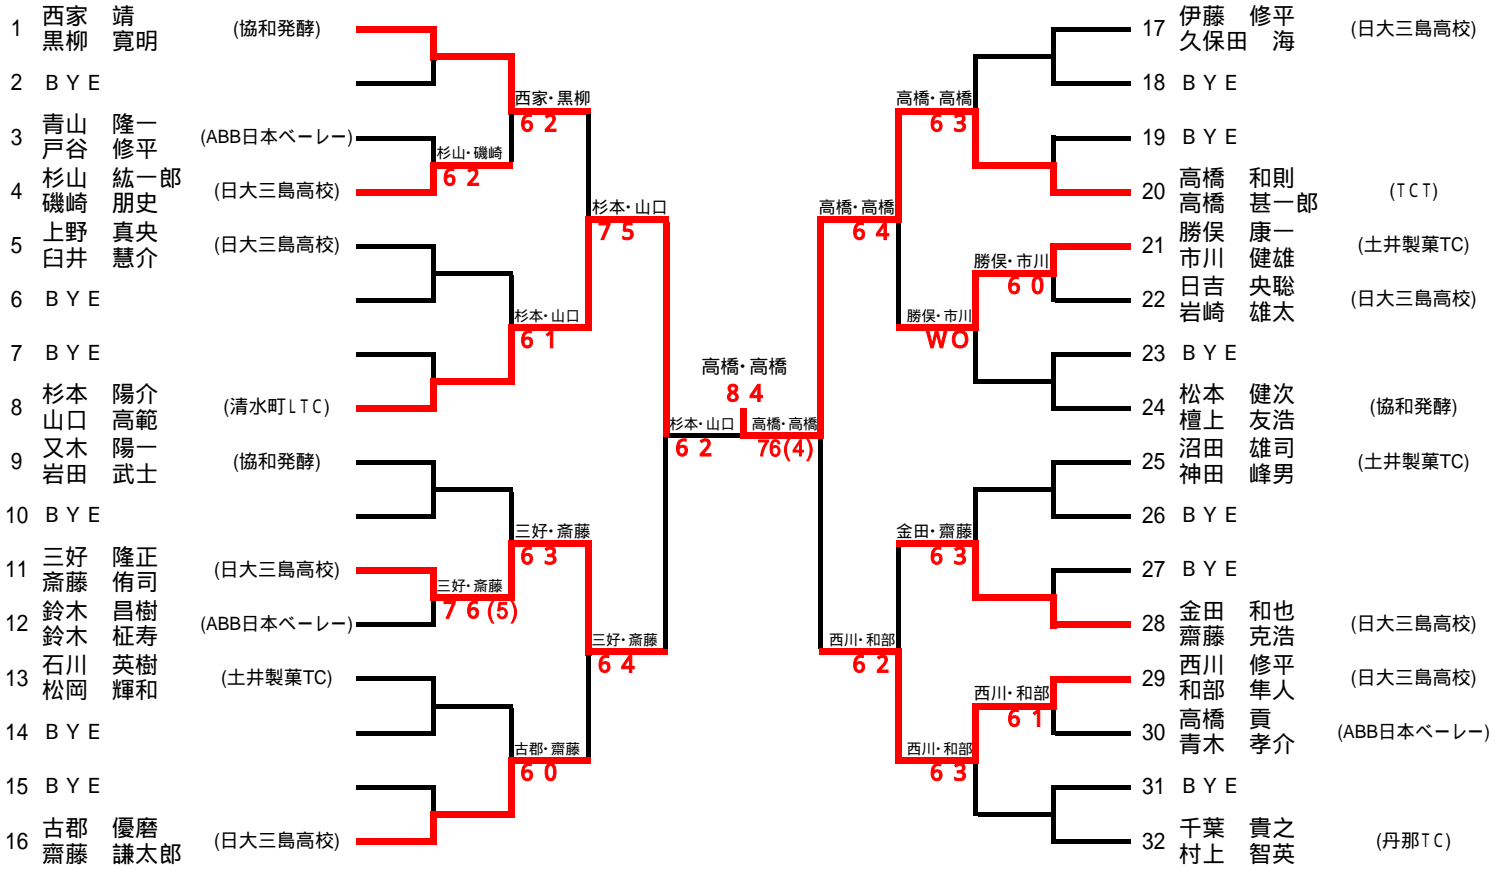 1 西家　靖 (協和発酵)
黒柳　寛明
2 ＢＹＥ
西家・黒柳
6 2
3 青山　隆一 (ABB日本ベーレー)
戸谷　修平
杉山・磯崎
6 2
4 杉山　紘一郎 (日大三島高校)
磯崎　朋史
杉本・山口
7 5
5 上野　真央 (日大三島高校)
臼井　慧介
6 ＢＹＥ
杉本・山口
6 1
7 ＢＹＥ
8 杉本　陽介 (清水町LTC)
山口　高範
杉本・山口
6 2
9 又木　陽一 (協和発酵)
岩田　武士
10 ＢＹＥ
三好・斎藤
6 3
11 三好　隆正 (日大三島高校)
斎藤　侑司
三好・斎藤
7 6 (5)
12 鈴木　昌樹 (ABB日本ベーレー)
鈴木　柾寿
三好・斎藤
6 4
13 石川　英樹 (土井製菓TC)
松岡　輝和
14 ＢＹＥ
古郡・齋藤
6 0
15 ＢＹＥ
16 古郡　優磨 (日大三島高校)
齋藤　謙太郎
高橋・高橋
8 4
高橋・高橋
76(4)
17 伊藤　修平 (日大三島高校)
久保田　海
18 ＢＹＥ
高橋・高橋
6 3
19 ＢＹＥ
20 高橋　和則 (TCT)
高橋　甚一郎
高橋・高橋
6 4
21 勝俣　康一 (土井製菓TC)
市川　健雄
勝俣・市川
6 0
22 日吉　央聡 (日大三島高校)
岩崎　雄太
勝俣・市川
WO
23 ＢＹＥ
24 松本　健次 (協和発酵)
檀上　友浩
25 沼田　雄司 (土井製菓TC)
神田　峰男
26 ＢＹＥ
金田・齋藤
6 3
27 ＢＹＥ
28 金田　和也 (日大三島高校)
齋藤　克浩
西川・和部
6 2
29 西川　修平 (日大三島高校)
和部　隼人
西川・和部
6 1
30 高橋　貢 (ABB日本ベーレー)
青木　孝介
西川・和部
6 3
31 ＢＹＥ
32 千葉　貴之 (丹那TC)
村上　智英